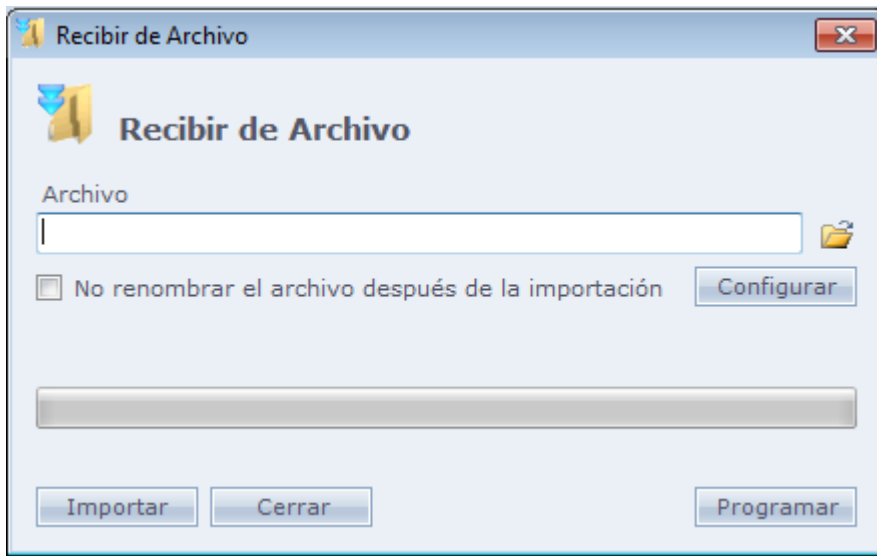 Recibir de Archivo
Recibir de Archivo
Archivo
No renombrar el archivo después de la importación
Configurar
Importar
Cerrar
Programar